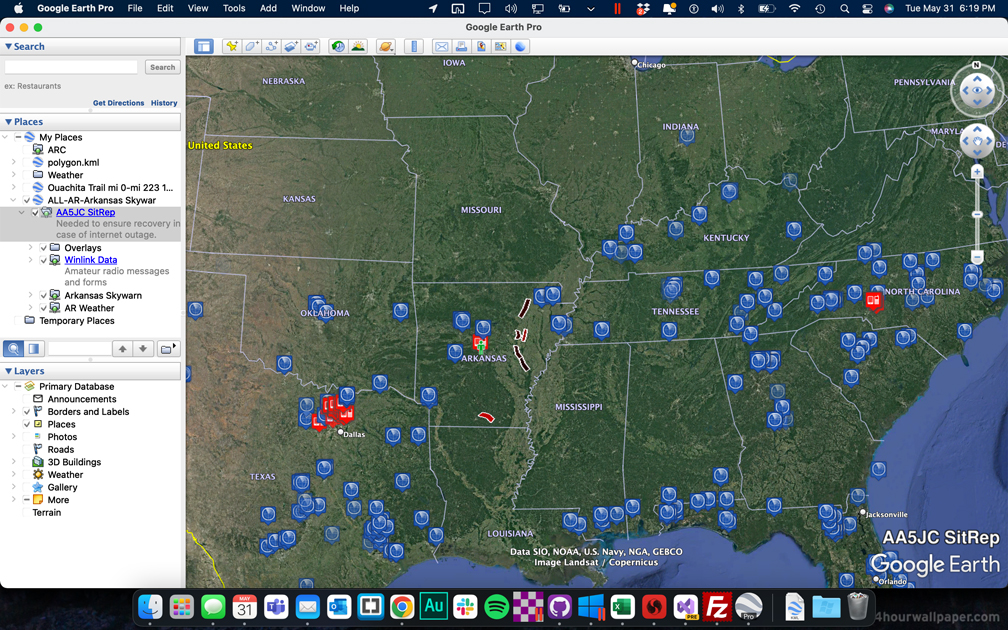 Google Earth Pro File Edit View Tools Add Window Help Tue May 31 6:19 PM
Google Earth Pro
Search
Search
ex: Restaurants
Get Directions History
Places
My Places
ARC
polygon.kml
Weather
Ouachita Trail mi 0-mi 223 1...
ALL-AR-Arkansas Skywar
AA5JC SitRep
Needed to ensure recovery in
case of internet outage.
Overlays
Winlink Data
Amateur radio messages
and forms
Arkansas Skywarn
AR Weather
Temporary Places
Layers
Primary Database
Announcements
Borders and Labels
Places
Photos
Roads
3D Buildings
Weather
Gallery
More
Terrain
IOWA
Chicago
N
NEBRASKA
PENNSYLVANIA
INDIANA
MARYLA
DE
United States
KANSAS
MISSOURI
KENTUCKY
OKLAHOMA
TENNESSEE
NORTH CAROLINA
ARKANSAS
MISSISSIPPI
Dallas
TEXAS
LOUISIANA
Jacksonville
Orlando
Data SIO, NOAA, U.S. Navy, NGA, GEBCO
Image Landsat / Copernicus
AA5JC SitRep
Google Earth
MAY
31
Au
PRE
Fz
Pro
KML
4hourwallpaper.com